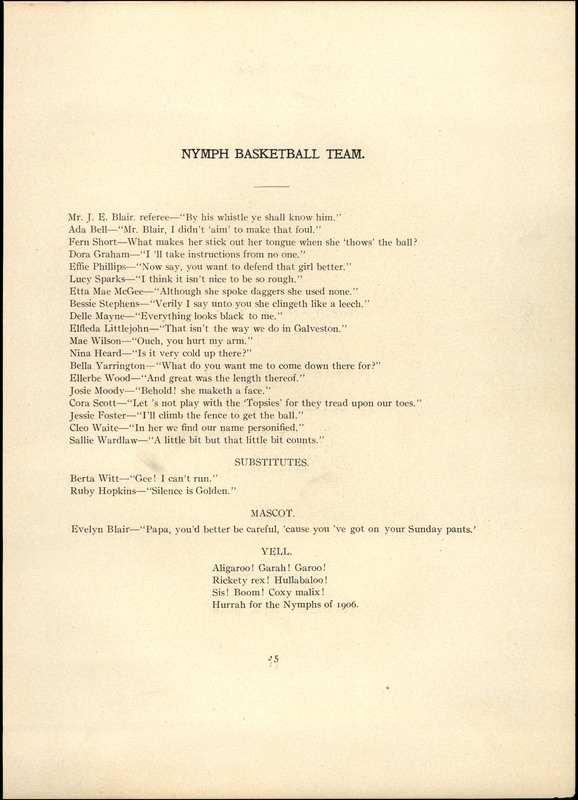 NYMPH BASKETBALL TEAM.
Mr. J. E. Blair, referee—"By his whistle ye shall know him."
Ada Bell—"Mr. Blair, I didn't 'aim' to make that foul."
Fern Short—What makes her stick out her tongue when she 'thows' the ball?
Dora Graham—"I 'll take instructions from no one."
Effie Phillips—"Now say, you want to defend that girl better."
Lucy Sparks—"I think it isn't nice to be so rough."
Etta Mae McGee—"Although she spoke daggers she used none."
Bessie Stephens—"Verily I say unto you she clingeth like a leech."
Delle Mayne—"Everything looks black to me."
Elfleda Littlejohn—"That isn't the way we do in Galveston."
Mae Wilson—"Ouch, you hurt my arm."
Nina Heard—"Is it very cold up there?"
Bella Yarrington—"What do you want me to come down there for?"
Ellerbe Wood—"And great was the length thereof."
Josie Moody—"Behold! she maketh a face."
Cora Scott—"Let 's not play with the 'Topsies' for they tread upon our toes."
Jessie Foster—"I'll climb the fence to get the ball."
Cleo Waite—"In her we find our name personified."
Sallie Wardlaw—"A little bit but that little bit counts."
SUBSTITUTES.
Berta Witt—"Gee! I can't run."
Ruby Hopkins—"Silence is Golden."
MASCOT.
Evelyn Blair—"Papa, you'd better be careful, 'cause you 've got on your Sunday pants.'
YELL.
Aligaroo! Garah! Garoo!
Rickety rex! Hullabaloo!
Sis! Boom! Coxy malix!
Hurrah for the Nymphs of 1906.